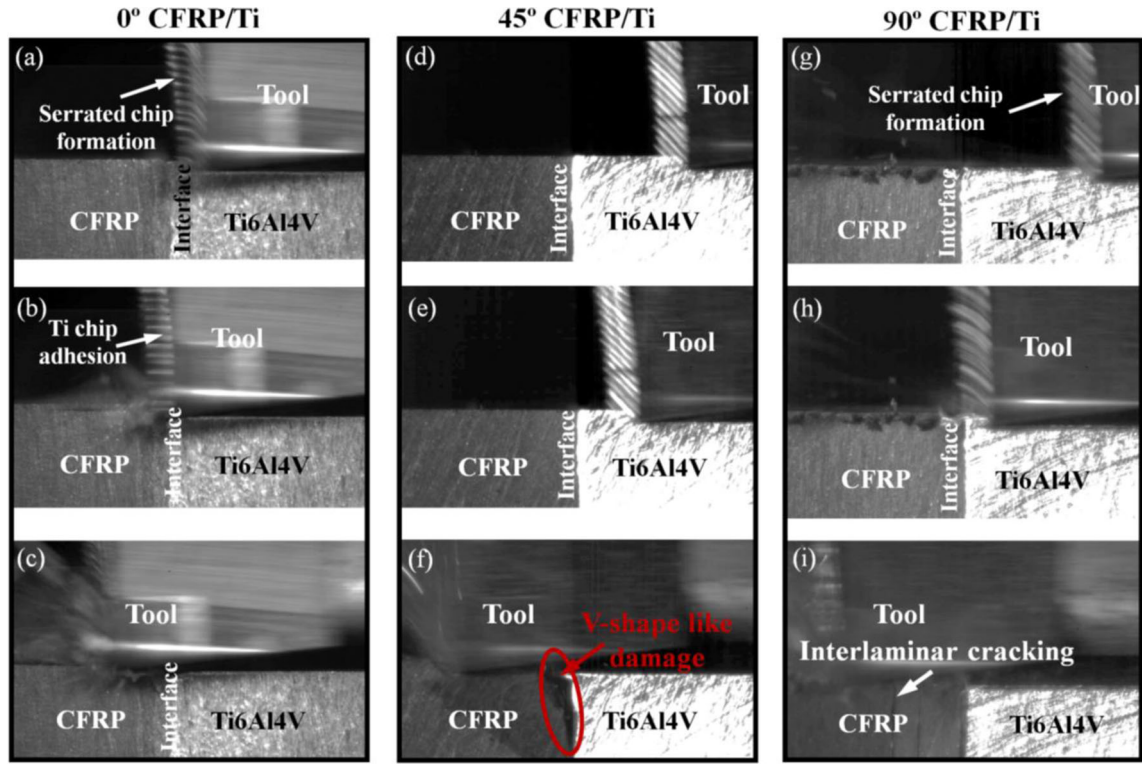 0º CFRP/Ti
45º CFRP/Ti
90º CFRP/Ti
(a)
Serrated chip
formation
Tool
CFRP
Interface
Ti6Al4V
(b)
Ti chip
adhesion
Tool
CFRP
Interface
Ti6Al4V
(c)
Tool
CFRP
Interface
Ti6Al4V
(d)
Tool
CFRP
Interface
Ti6Al4V
(e)
Tool
CFRP
Interface
Ti6Al4V
(f)
Tool
V-shape like
damage
CFRP
Ti6Al4V
(g)
Serrated chip
formation
Tool
CFRP
Interface
Ti6Al4V
(h)
Tool
CFRP
Interface
Ti6Al4V
(i)
Tool
Interlaminar cracking
CFRP
Ti6Al4V